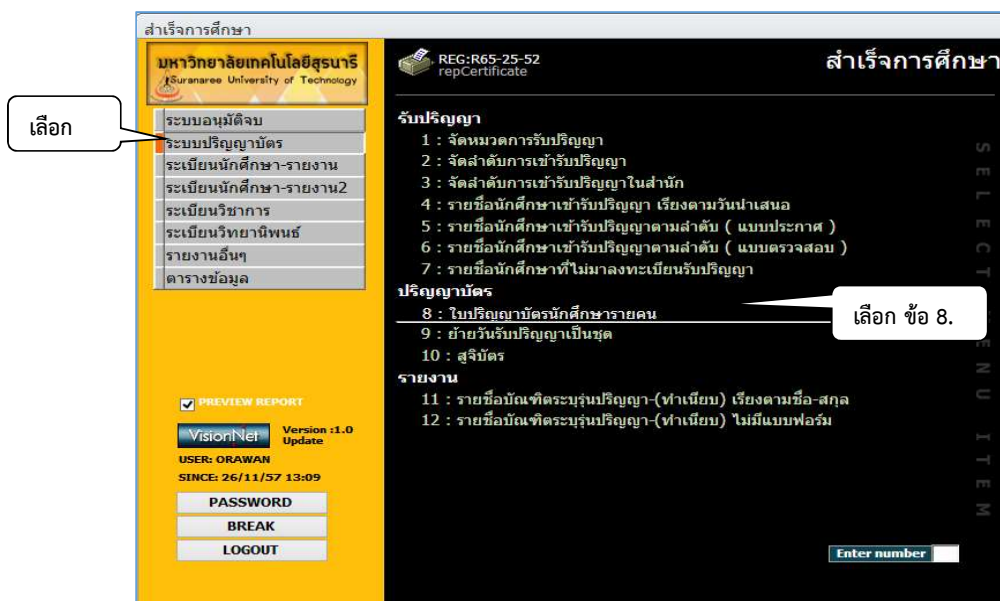 สำเร็จการศึกษา
มหาวิทยาลัยเทคโนโลยีสุรนารี
Suranaree University of Technology
REG:R65-25-52
repCertificate
สำเร็จการศึกษา
เลือก
ระบบอนุมัติจบ
ระบบปริญญาบัตร
ระเบียนนักศึกษา-รายงาน
ระเบียนนักศึกษา-รายงาน2
ระเบียนวิชาการ
ระเบียนวิทยานิพนธ์
รายงานอื่นๆ
ตารางข้อมูล
รับปริญญา
1 : จัดหมวดการรับปริญญา
2 : จัดลำดับการเข้ารับปริญญา
3 : จัดลำดับการเข้ารับปริญญาในสำนัก
4 : รายชื่อนักศึกษาเข้ารับปริญญา เรียงตามวันนำเสนอ
5 : รายชื่อนักศึกษาเข้ารับปริญญาตามลำดับ ( แบบประกาศ )
6 : รายชื่อนักศึกษาเข้ารับปริญญาตามลำดับ ( แบบตรวจสอบ )
7 : รายชื่อนักศึกษาที่ไม่มาลงทะเบียนรับปริญญา
ปริญญาบัตร
8 : ใบปริญญาบัตรนักศึกษารายคน
9 : ย้ายวันรับปริญญาเป็นชุด
10 : สูจิบัตร
รายงาน
11 : รายชื่อบัณฑิตระบุรุ่นปริญญา-(ทำเนียบ) เรียงตามชื่อ-สกุล
12 : รายชื่อบัณฑิตระบุรุ่นปริญญา-(ทำเนียบ) ไม่มีแบบฟอร์ม
เลือก ข้อ 8.
PREVIEW REPORT
VisionNet
Version :1.0
Update
USER: ORAWAN
SINCE: 26/11/57 13:09
PASSWORD
BREAK
LOGOUT
Enter number